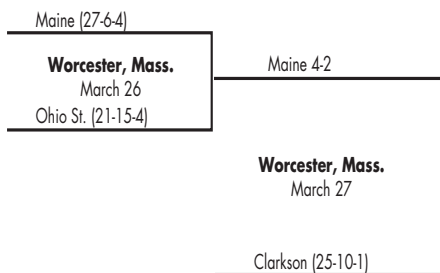 Maine (27-6-4)
Worcester, Mass.
March 26
Ohio St. (21-15-4)
Maine 4-2
Worcester, Mass.
March 27
Clarkson (25-10-1)